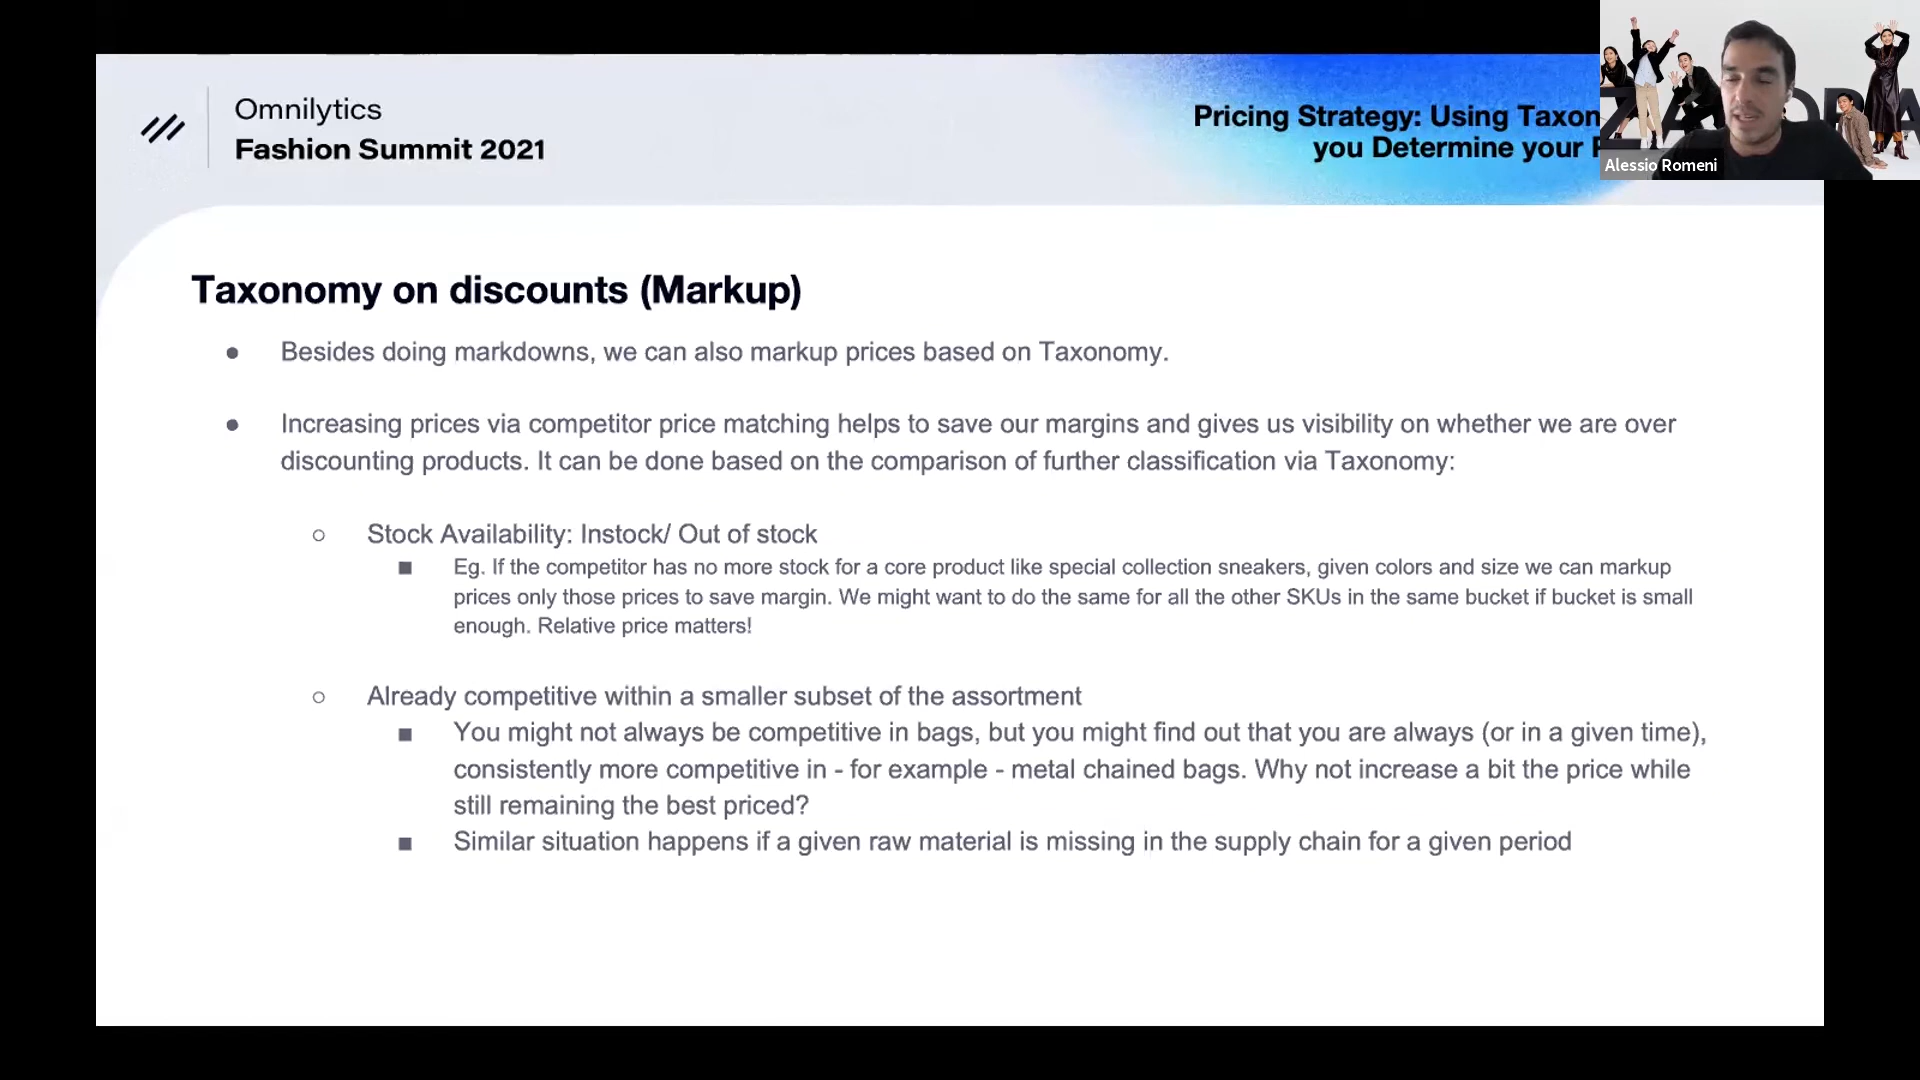 Omnilytics
Fashion Summit 2021
Pricing Strategy: Using Taxon
you Determine your
Alessio Romeni
Taxonomy on discounts (Markup)
● Besides doing markdowns, we can also markup prices based on Taxonomy.
● Increasing prices via competitor price matching helps to save our margins and gives us visibility on whether we are over
discounting products. It can be done based on the comparison of further classification via Taxonomy:
○ Stock Availability: Instock/ Out of stock
■ Eg. If the competitor has no more stock for a core product like special collection sneakers, given colors and size we can markup
prices only those prices to save margin. We might want to do the same for all the other SKUs in the same bucket if bucket is small
enough. Relative price matters!
○ Already competitive within a smaller subset of the assortment
■ You might not always be competitive in bags, but you might find out that you are always (or in a given time),
consistently more competitive in - for example - metal chained bags. Why not increase a bit the price while
still remaining the best priced?
■ Similar situation happens if a given raw material is missing in the supply chain for a given period